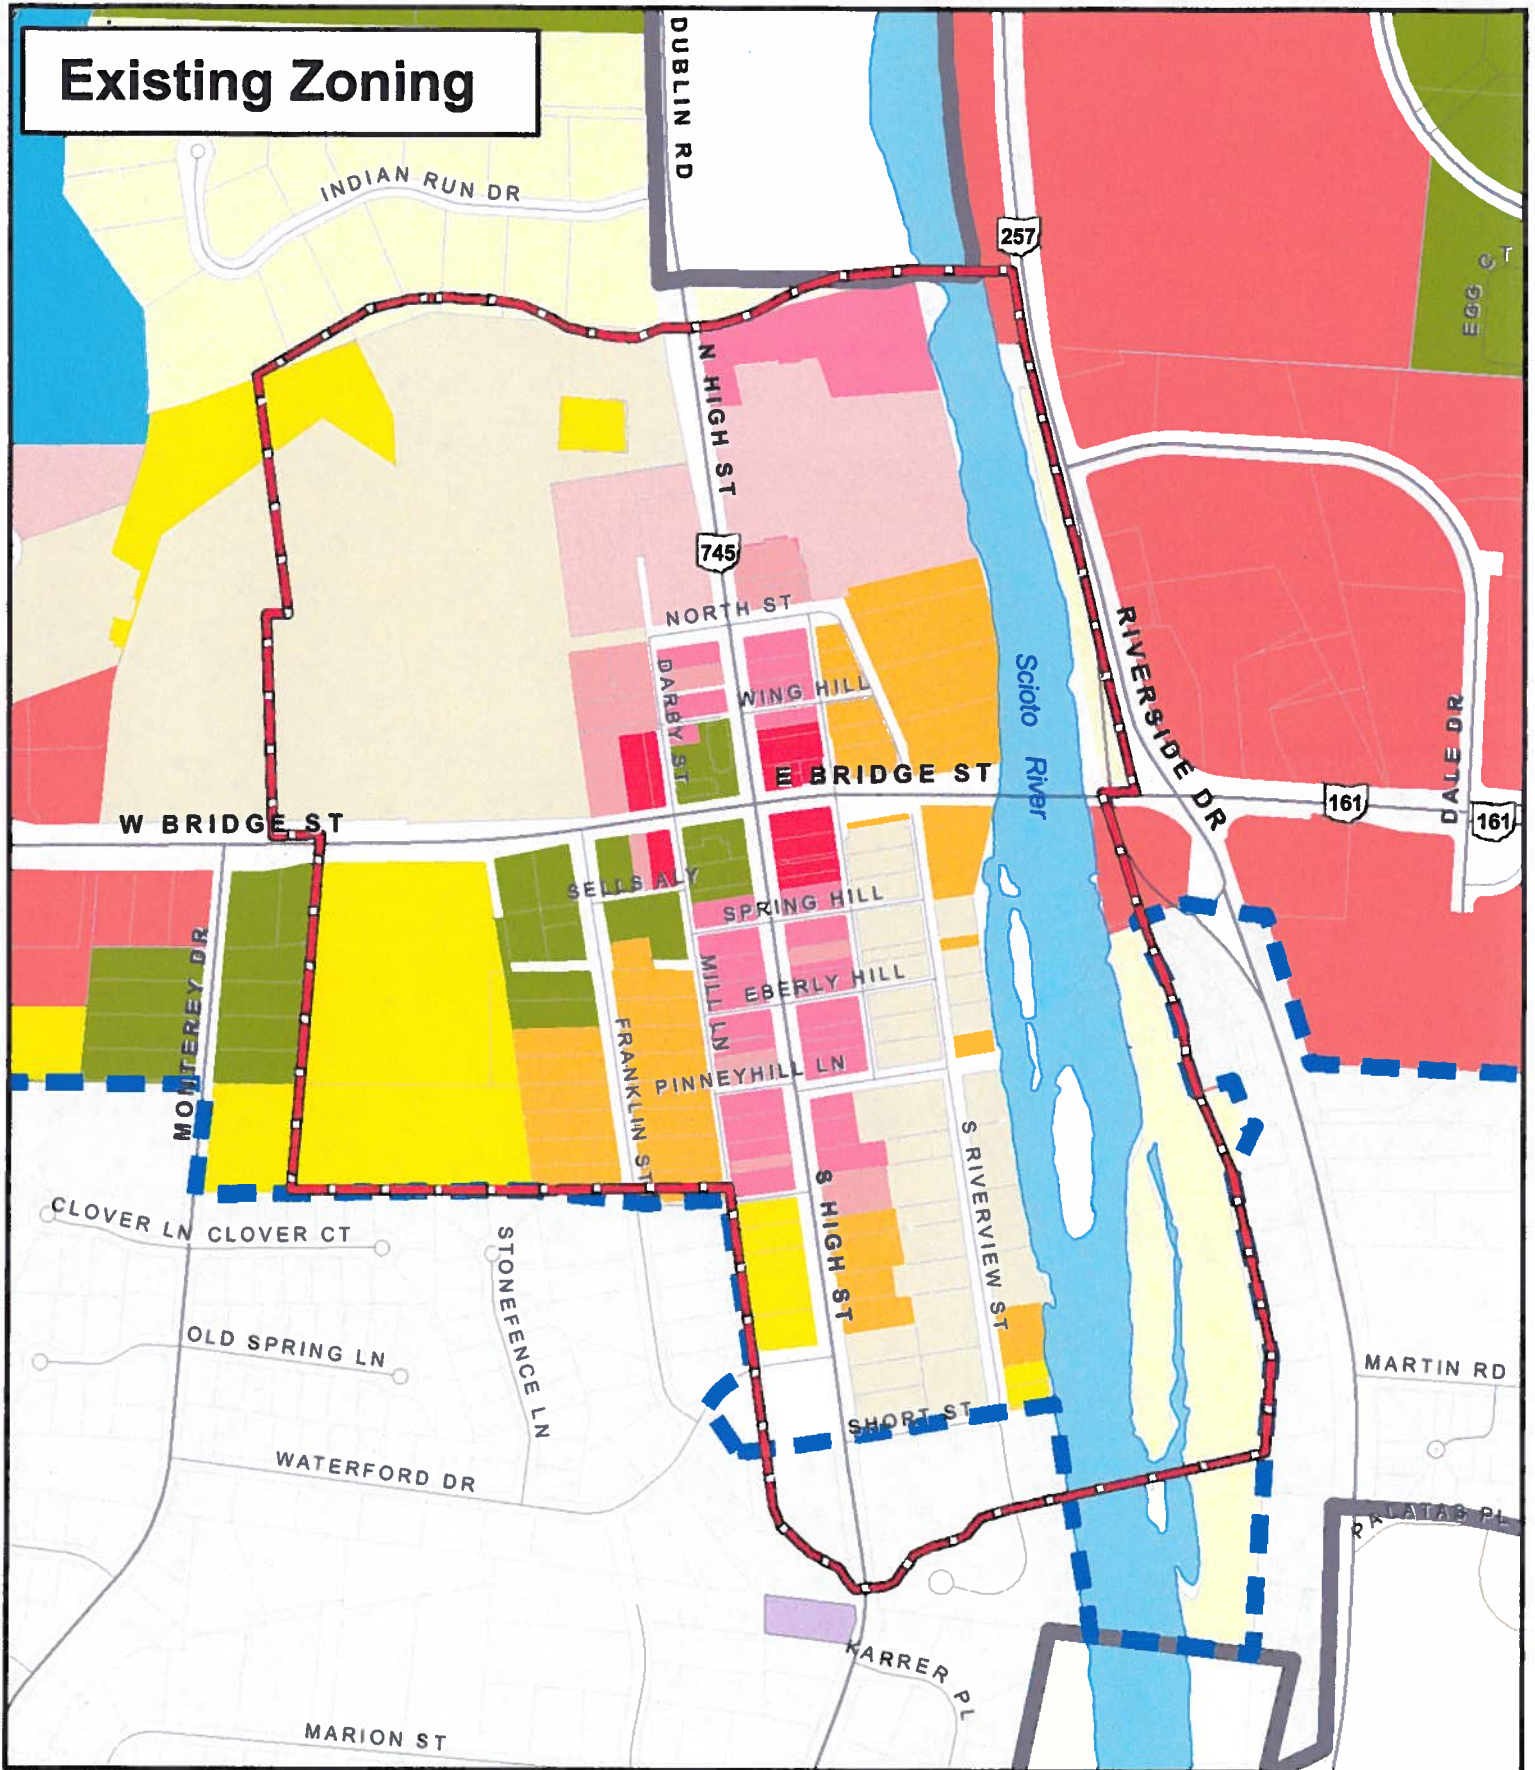 Existing Zoning
DUBLIN RD
INDIAN RUN DR
257
EGG CT
N HIGH ST
745
NORTH ST
DARBY ST
WING HILL
Scioto River
RIVERSIDE DR
DALE DR
E BRIDGE ST
161
161
W BRIDGE ST
SELLS ALY
SPRING HILL
MONTEREY DR
MILL LN
EBERLY HILL
FRANKLIN ST
PINNEYHILL LN
S RIVERVIEW ST
S HIGH ST
CLOVER LN
CLOVER CT
STONEFENCE LN
OLD SPRING LN
MARTIN RD
SHORT ST
WATERFORD DR
KARRER PL
MARION ST